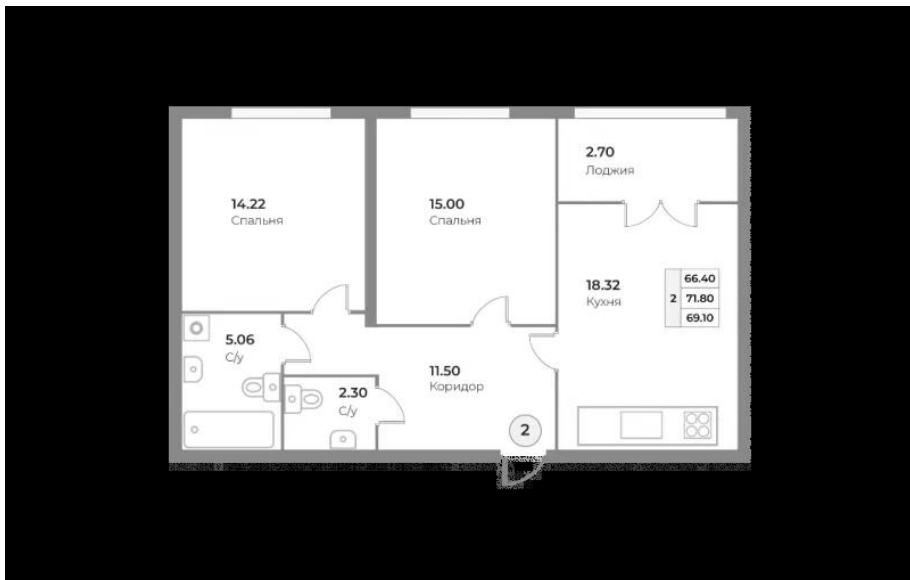 2.70
Лоджия
14.22
Спальня
15.00
Спальня
18.32
Кухня
2
66.40
71.80
69.10
5.06
С/у
2.30
С/у
11.50
Коридор
2